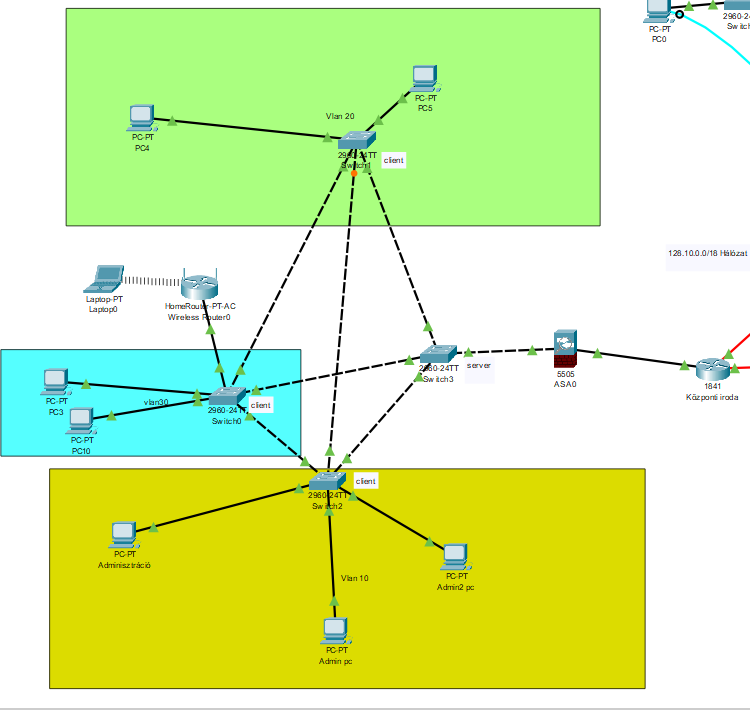 PC-PT
PC0
2960-24
Switch
Vlan 20
PC-PT
PC5
PC-PT
PC4
2960-24TT
Switch1
client
128.10.0.0/18 Hálózat
Laptop-PT
Laptop0
HomeRouter-PT-AC
Wireless Router0
2960-24TT
Switch3
server
5505
ASA0
1841
Központi iroda
PC-PT
PC3
vlan30
2960-24TT
Switch0
client
PC-PT
PC10
2960-24TT
Switch2
client
PC-PT
Adminisztráció
PC-PT
Admin2 pc
Vlan 10
PC-PT
Admin pc